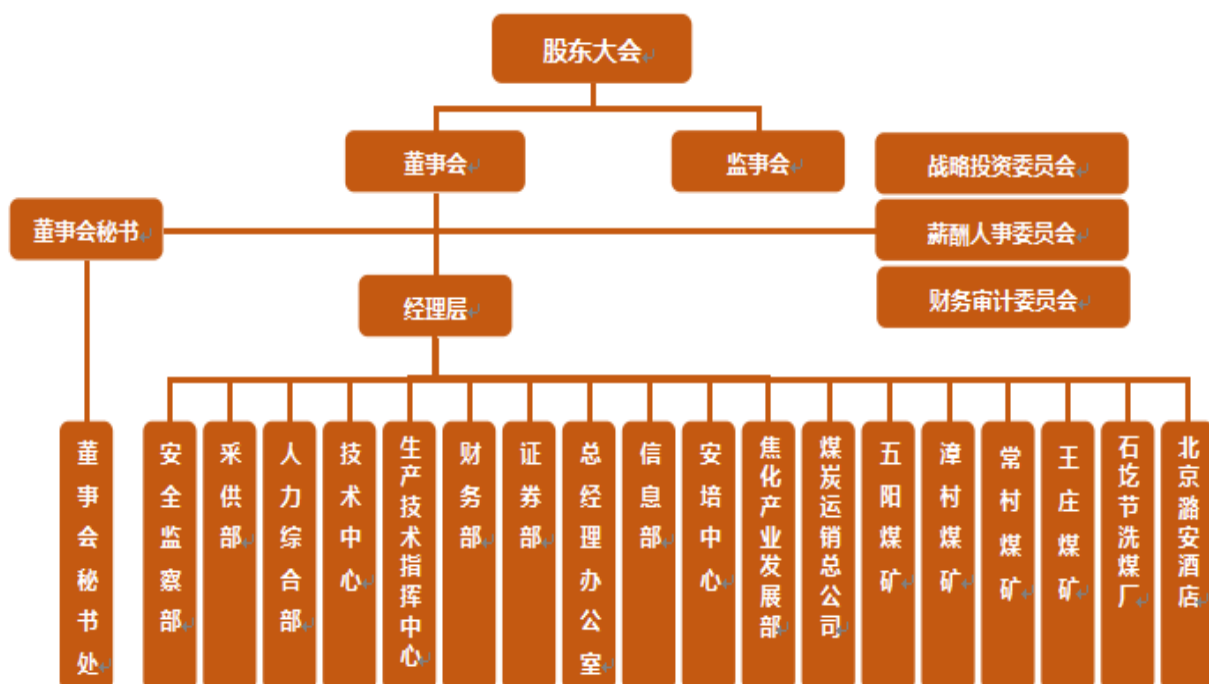 股东大会
董事会
监事会
战略投资委员会
董事会秘书
薪酬人事委员会
财务审计委员会
经理层
董事会秘书处
安全监察部
采供部
人力综合部
技术中心
生产技术指挥中心
财务部
证券部
总经理办公室
信息部
安培中心
焦化产业发展部
煤炭运销总公司
五阳煤矿
漳村煤矿
常村煤矿
王庄煤矿
石圪节洗煤厂
北京潞安酒店